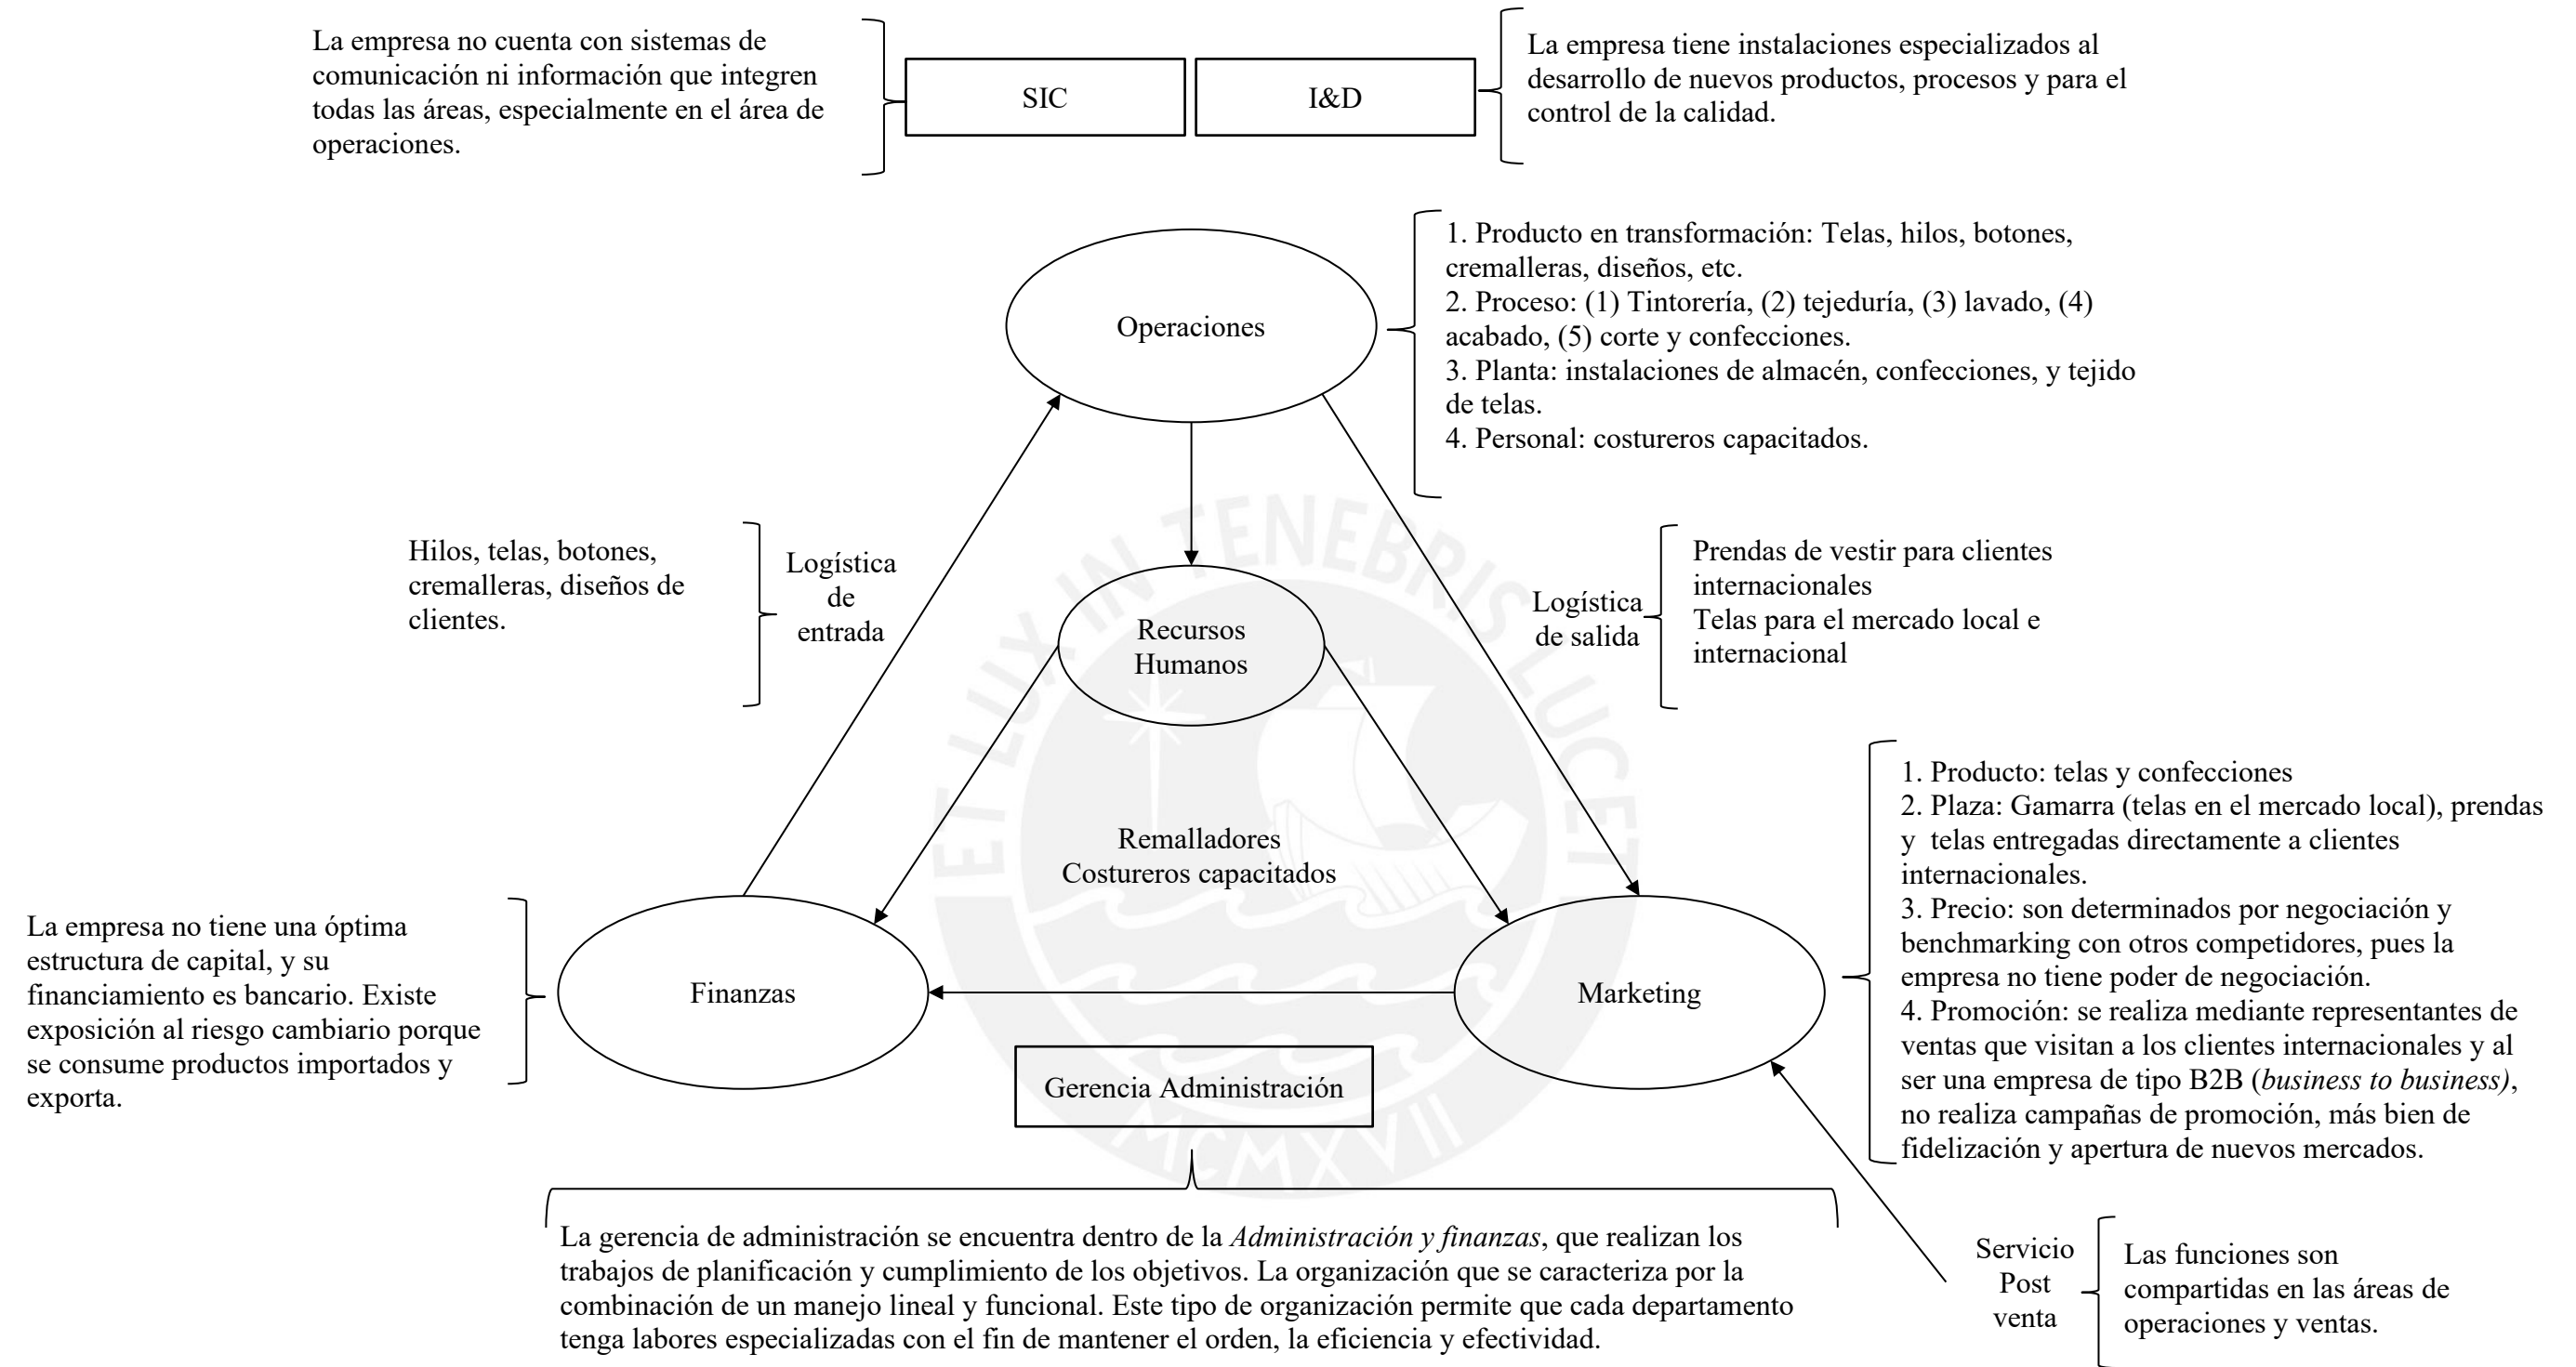 La empresa no cuenta con sistemas de
comunicación ni información que integren
todas las áreas, especialmente en el área de
operaciones.
SIC
I&D
La empresa tiene instalaciones especializados al
desarrollo de nuevos productos, procesos y para el
control de la calidad.
Operaciones
1. Producto en transformación: Telas, hilos, botones,
cremalleras, diseños, etc.
2. Proceso: (1) Tintorería, (2) tejeduría, (3) lavado, (4)
acabado, (5) corte y confecciones.
3. Planta: instalaciones de almacén, confecciones, y tejido
de telas.
4. Personal: costureros capacitados.
Hilos, telas, botones,
cremalleras, diseños de
clientes.
Logística
de
entrada
Recursos
Humanos
Logística
de salida
Prendas de vestir para clientes
internacionales
Telas para el mercado local e
internacional
Remalladores
Costureros capacitados
La empresa no tiene una óptima
estructura de capital, y su
financiamiento es bancario. Existe
exposición al riesgo cambiario porque
se consume productos importados y
exporta.
Finanzas
Marketing
1. Producto: telas y confecciones
2. Plaza: Gamarra (telas en el mercado local), prendas
y telas entregadas directamente a clientes
internacionales.
3. Precio: son determinados por negociación y
benchmarking con otros competidores, pues la
empresa no tiene poder de negociación.
4. Promoción: se realiza mediante representantes de
ventas que visitan a los clientes internacionales y al
ser una empresa de tipo B2B (business to business),
no realiza campañas de promoción, más bien de
fidelización y apertura de nuevos mercados.
Gerencia Administración
La gerencia de administración se encuentra dentro de la Administración y finanzas, que realizan los
trabajos de planificación y cumplimiento de los objetivos. La organización que se caracteriza por la
combinación de un manejo lineal y funcional. Este tipo de organización permite que cada departamento
tenga labores especializadas con el fin de mantener el orden, la eficiencia y efectividad.
Servicio
Post
venta
Las funciones son
compartidas en las áreas de
operaciones y ventas.
ET LUX IN TENEBRIS LUCET
MCMXVII